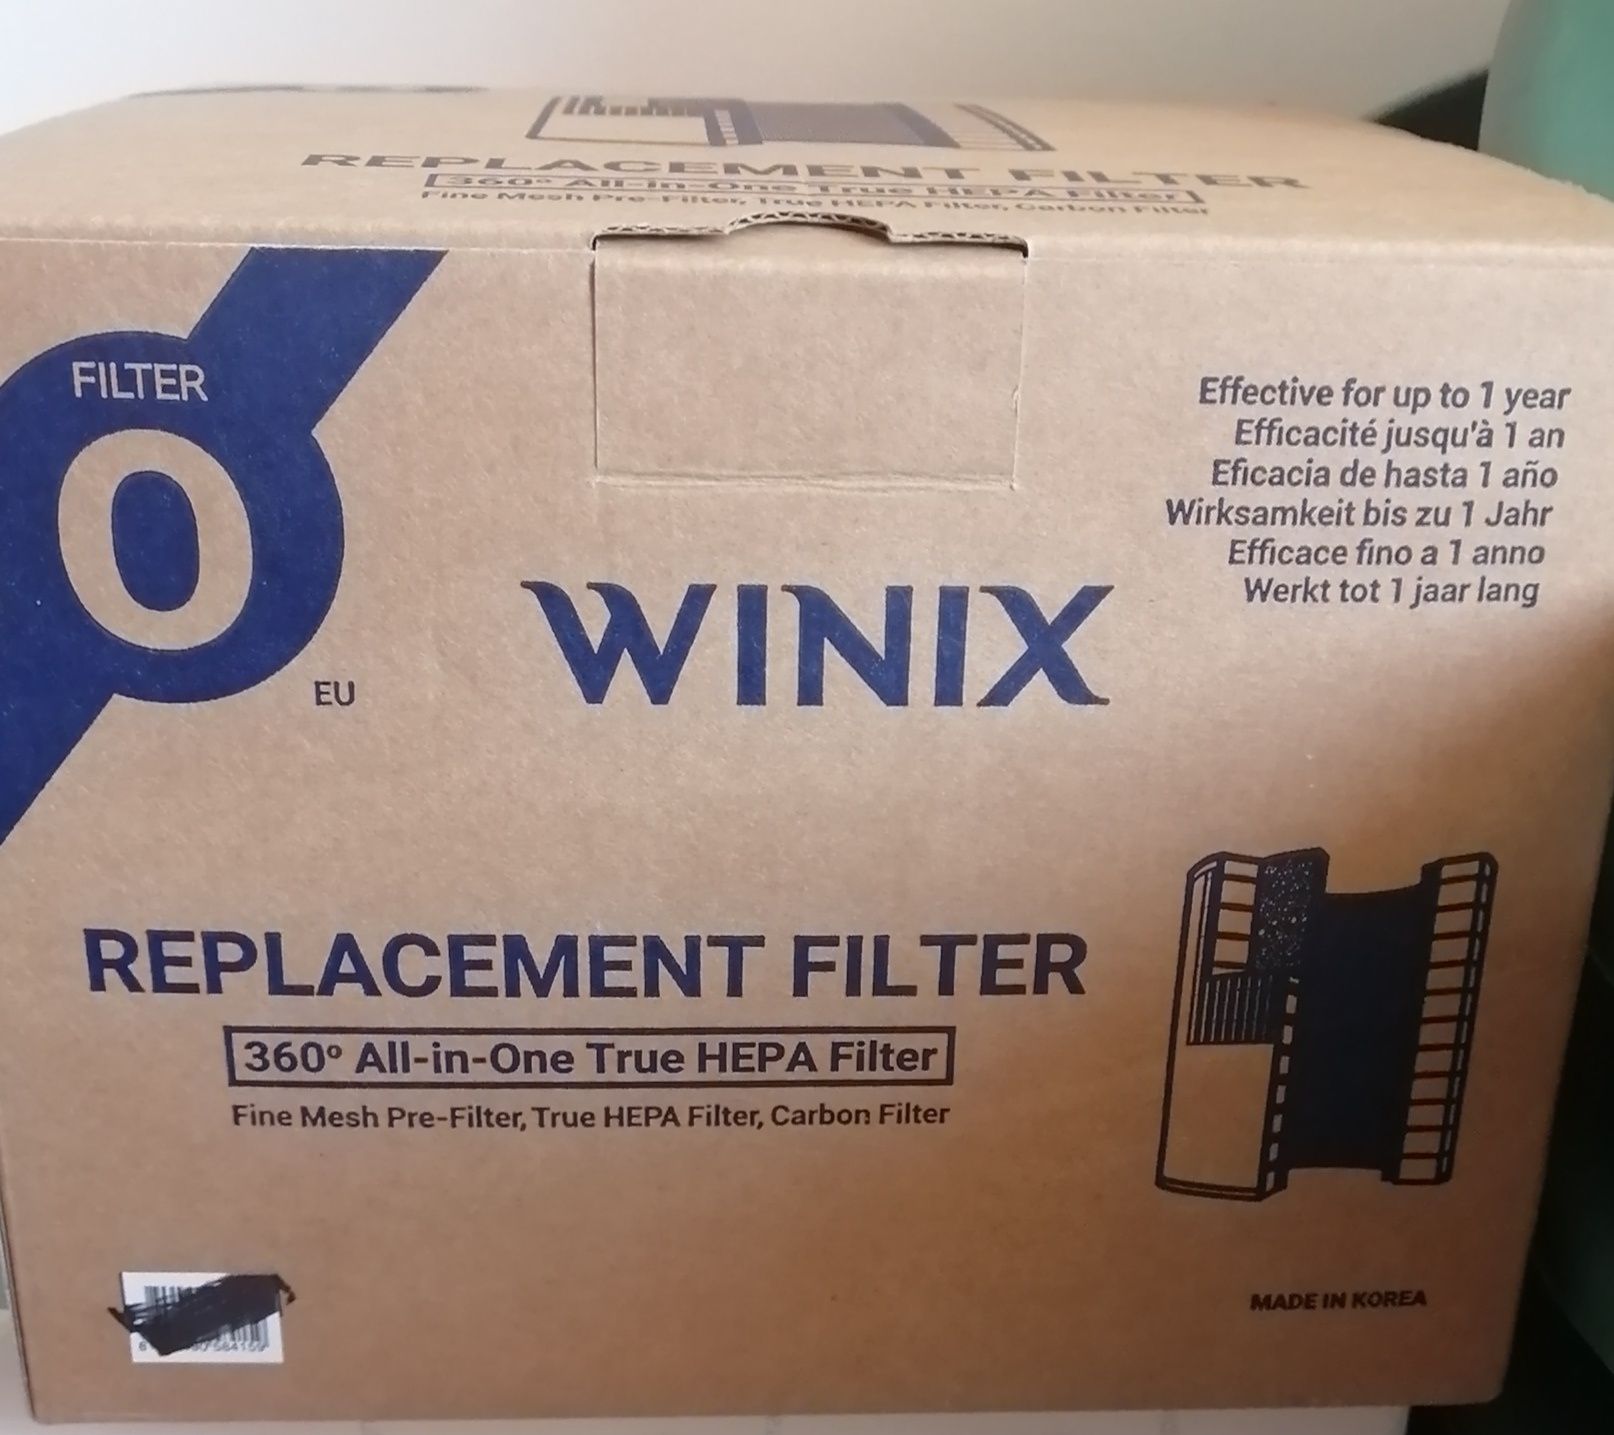 REPLACEMENT FILTER
360º All-in-One True HEPA Filter
Fine Mesh Pre-Filter, True HEPA Filter, Carbon Filter
FILTER
O
EU
WINIX
Effective for up to 1 year
Efficacité jusqu'à 1 an
Eficacia de hasta 1 año
Wirksamkeit bis zu 1 Jahr
Efficace fino a 1 anno
Werkt tot 1 jaar lang
REPLACEMENT FILTER
360º All-in-One True HEPA Filter
Fine Mesh Pre-Filter, True HEPA Filter, Carbon Filter
MADE IN KOREA